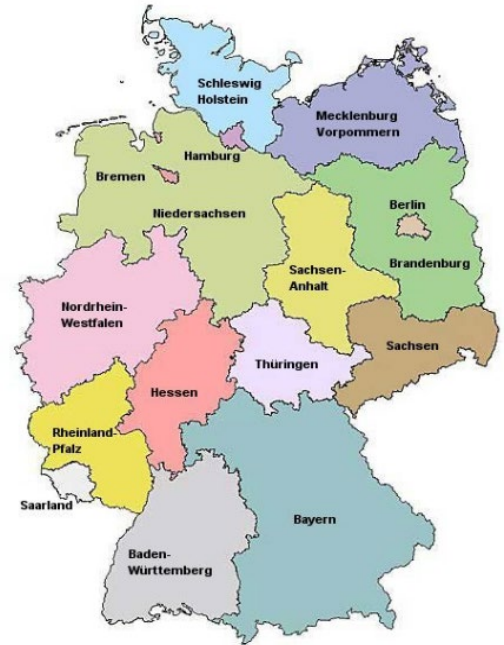 Schleswig
Holstein
Mecklenburg
Vorpommern
Hamburg
Bremen
Niedersachsen
Berlin
Brandenburg
Sachsen-
Anhalt
Nordrhein-
Westfalen
Sachsen
Thüringen
Hessen
Rheinland-
Pfalz
Saarland
Bayern
Baden-
Württemberg